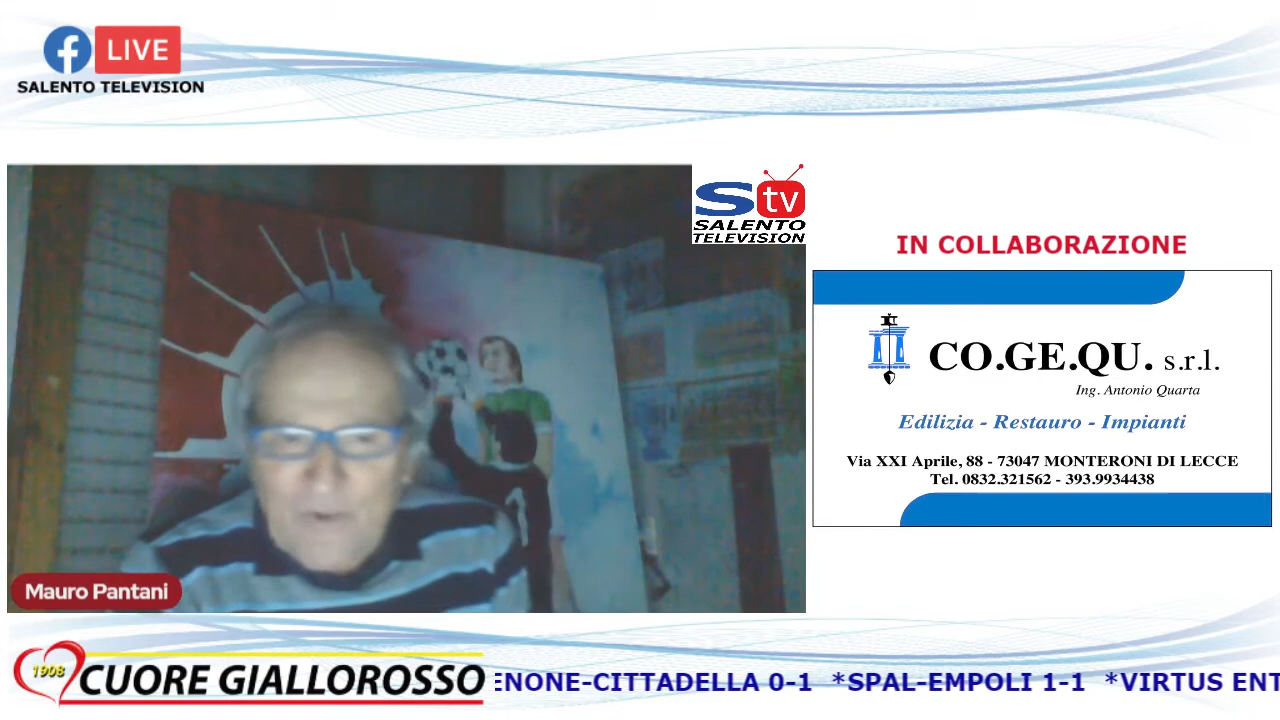 f LIVE
SALENTO TELEVISION
S tv
SALENTO
TELEVISION
IN COLLABORAZIONE
CO.GE.QU. s.r.l.
Ing. Antonio Quarta
Edilizia - Restauro - Impianti
Via XXI Aprile, 88 - 73047 MONTERONI DI LECCE
Tel. 0832.321562 - 393.9934438
1
Mauro Pantani
1908 CUORE GIALLOROSSO
ENONE-CITTADELLA 0-1 *SPAL-EMPOLI 1-1 *VIRTUS ENT